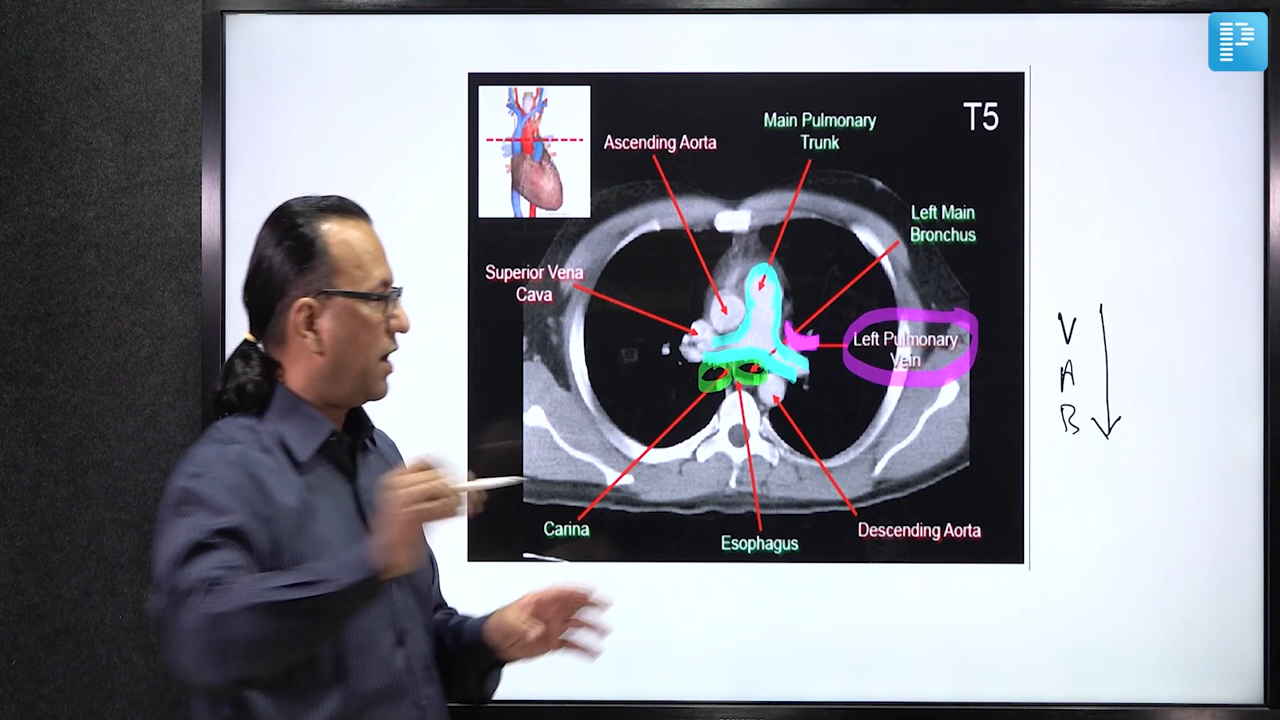 T5
Main Pulmonary
Trunk
Ascending Aorta
Left Main
Bronchus
Superior Vena
Cava
Left Pulmonary
Vein
V
A
B
Carina
Esophagus
Descending Aorta
P